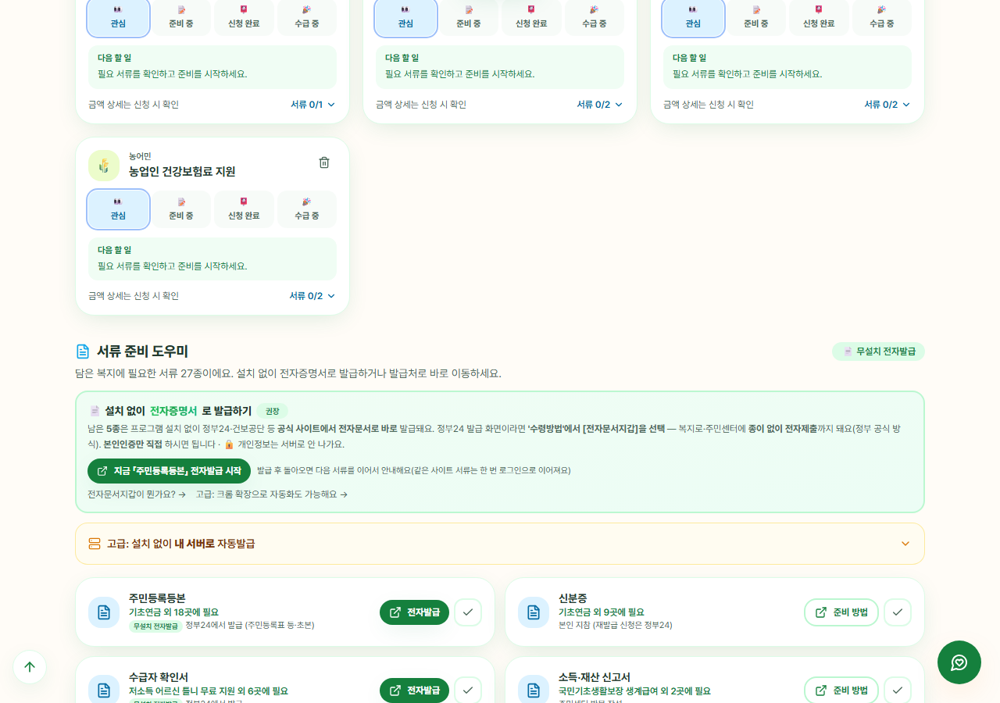 관심 준비 중 신청 완료 수급 중
다음 할 일
필요 서류를 확인하고 준비를 시작하세요.
금액 상세는 신청 시 확인 서류 0/1
관심 준비 중 신청 완료 수급 중
다음 할 일
필요 서류를 확인하고 준비를 시작하세요.
금액 상세는 신청 시 확인 서류 0/2
관심 준비 중 신청 완료 수급 중
다음 할 일
필요 서류를 확인하고 준비를 시작하세요.
금액 상세는 신청 시 확인 서류 0/2
농어민
농업인 건강보험료 지원
관심 준비 중 신청 완료 수급 중
다음 할 일
필요 서류를 확인하고 준비를 시작하세요.
금액 상세는 신청 시 확인 서류 0/2
서류 준비 도우미 무설치 전자발급
담은 복지에 필요한 서류 27종이에요. 설치 없이 전자증명서로 발급하거나 발급처로 바로 이동하세요.
설치 없이 전자증명서 로 발급하기 권장
남은 5종은 프로그램 설치 없이 정부24·건보공단 등 공식 사이트에서 전자문서로 바로 발급돼요. 정부24 발급 화면이라면 '수령방법'에서 [전자문서지갑]을 선택 — 복지로·주민센터에 종이 없이 전자제출까지 돼요(정부 공식 방
식). 본인인증만 직접 하시면 됩니다 · 🔒 개인정보는 서버로 안 나가요.
지금 「주민등록등본」 전자발급 시작 발급 후 돌아오면 다음 서류를 이어서 안내해요(같은 사이트 서류는 한 번 로그인으로 이어져요)
전자문서지갑이 뭔가요? → 고급: 크롬 확장으로 자동화도 가능해요 →
고급: 설치 없이 내 서버로 자동발급
주민등록등본
기초연금 외 18곳에 필요
무설치 전자발급 정부24에서 발급 (주민등록표 등·초본)
전자발급
신분증
기초연금 외 9곳에 필요
본인 지참 (재발급 신청은 정부24)
준비 방법
수급자 확인서
저소득 어르신 틀니 무료 지원 외 6곳에 필요
무설치 전자발급 정부24에서 발급
전자발급
소득·재산 신고서
국민기초생활보장 생계급여 외 2곳에 필요
주민센터 방문 작성
준비 방법